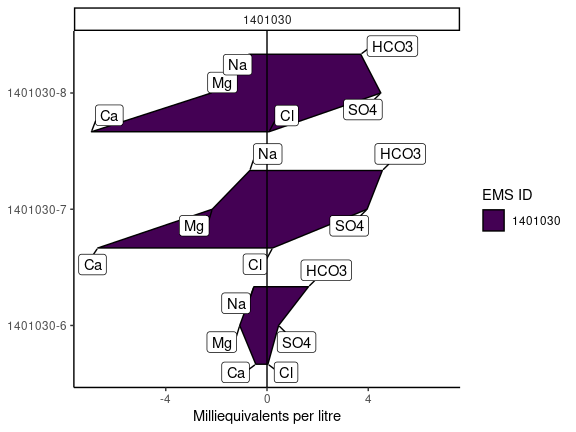 1401030
HCO3
Na
Mg
1401030-8
Ca
Cl
SO4
Na
HCO3
1401030-7
Mg
SO4
Ca
Cl
HCO3
Na
1401030-6
Mg
SO4
Ca
Cl
-4
0
4
Milliequivalents per litre
EMS ID
1401030